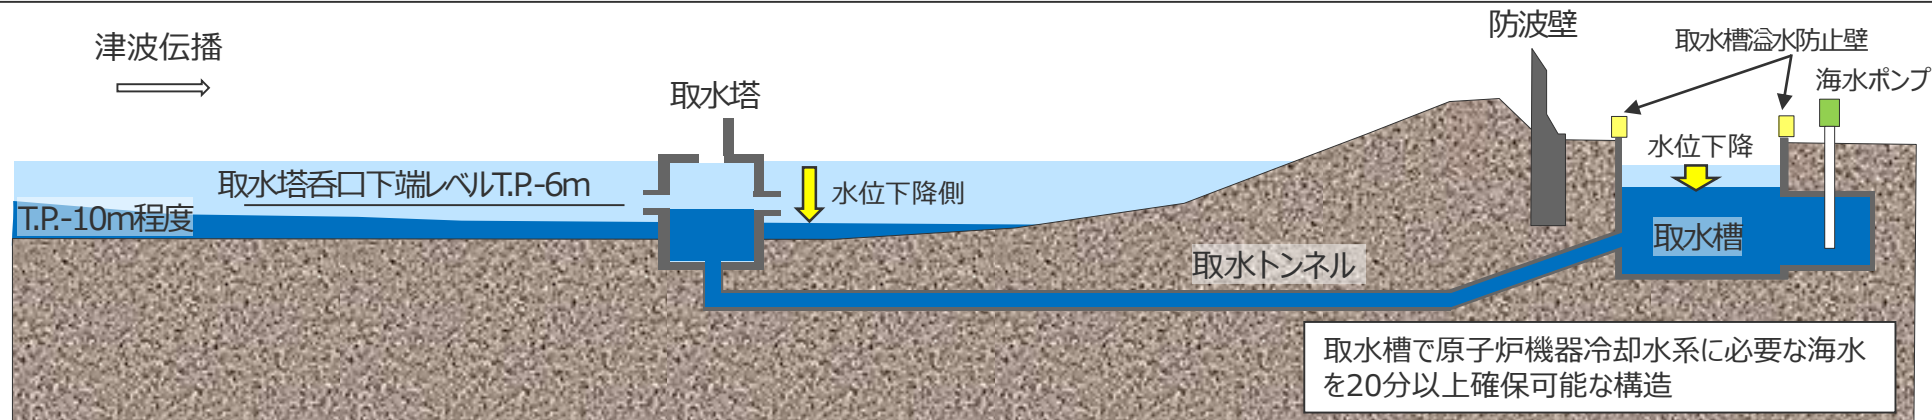 津波伝播
取水塔
防波壁
取水槽溢水防止壁
海水ポンプ
水位下降
取水塔呑口下端レベルT.P.-6m
水位下降側
T.P.-10m程度
取水槽
取水トンネル
取水槽で原子炉機器冷却水系に必要な海水
を20分以上確保可能な構造